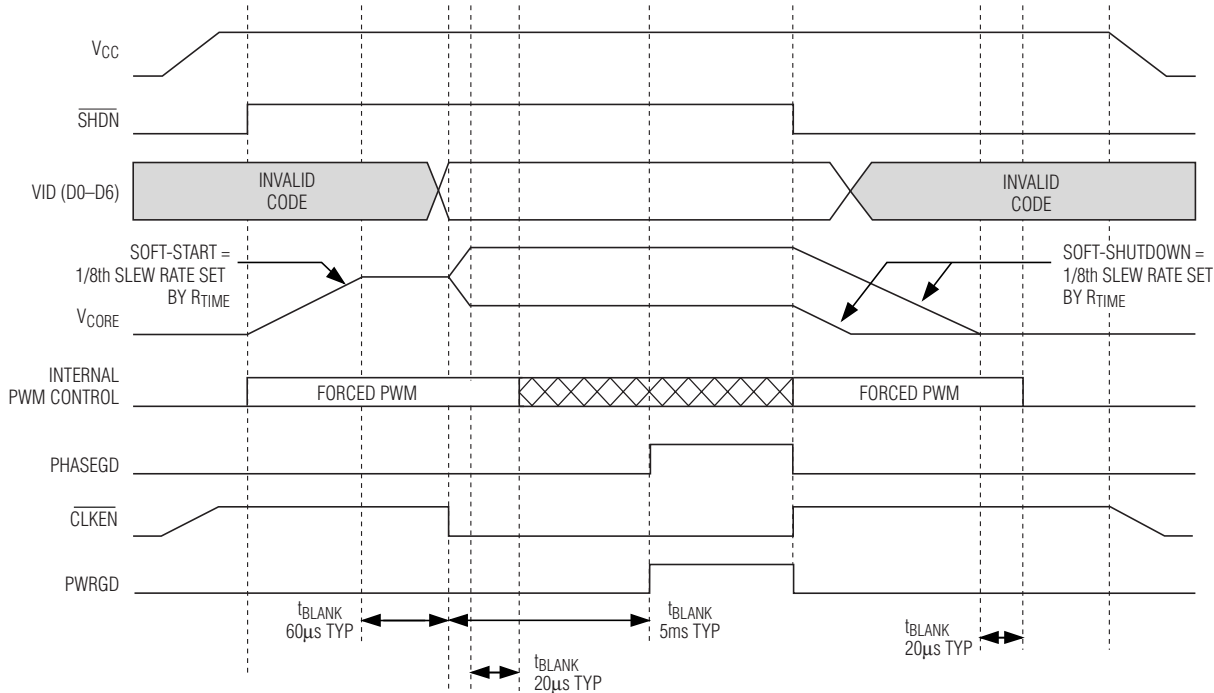 VCC
SHDN
VID (D0–D6)
INVALID
CODE
INVALID
CODE
SOFT-START =
1/8th SLEW RATE SET
BY RTIME
SOFT-SHUTDOWN =
1/8th SLEW RATE SET
BY RTIME
VCORE
INTERNAL
PWM CONTROL
FORCED PWM
FORCED PWM
PHASEGD
CLKEN
PWRGD
tBLANK
60µs TYP
tBLANK
5ms TYP
tBLANK
20µs TYP
tBLANK
20µs TYP